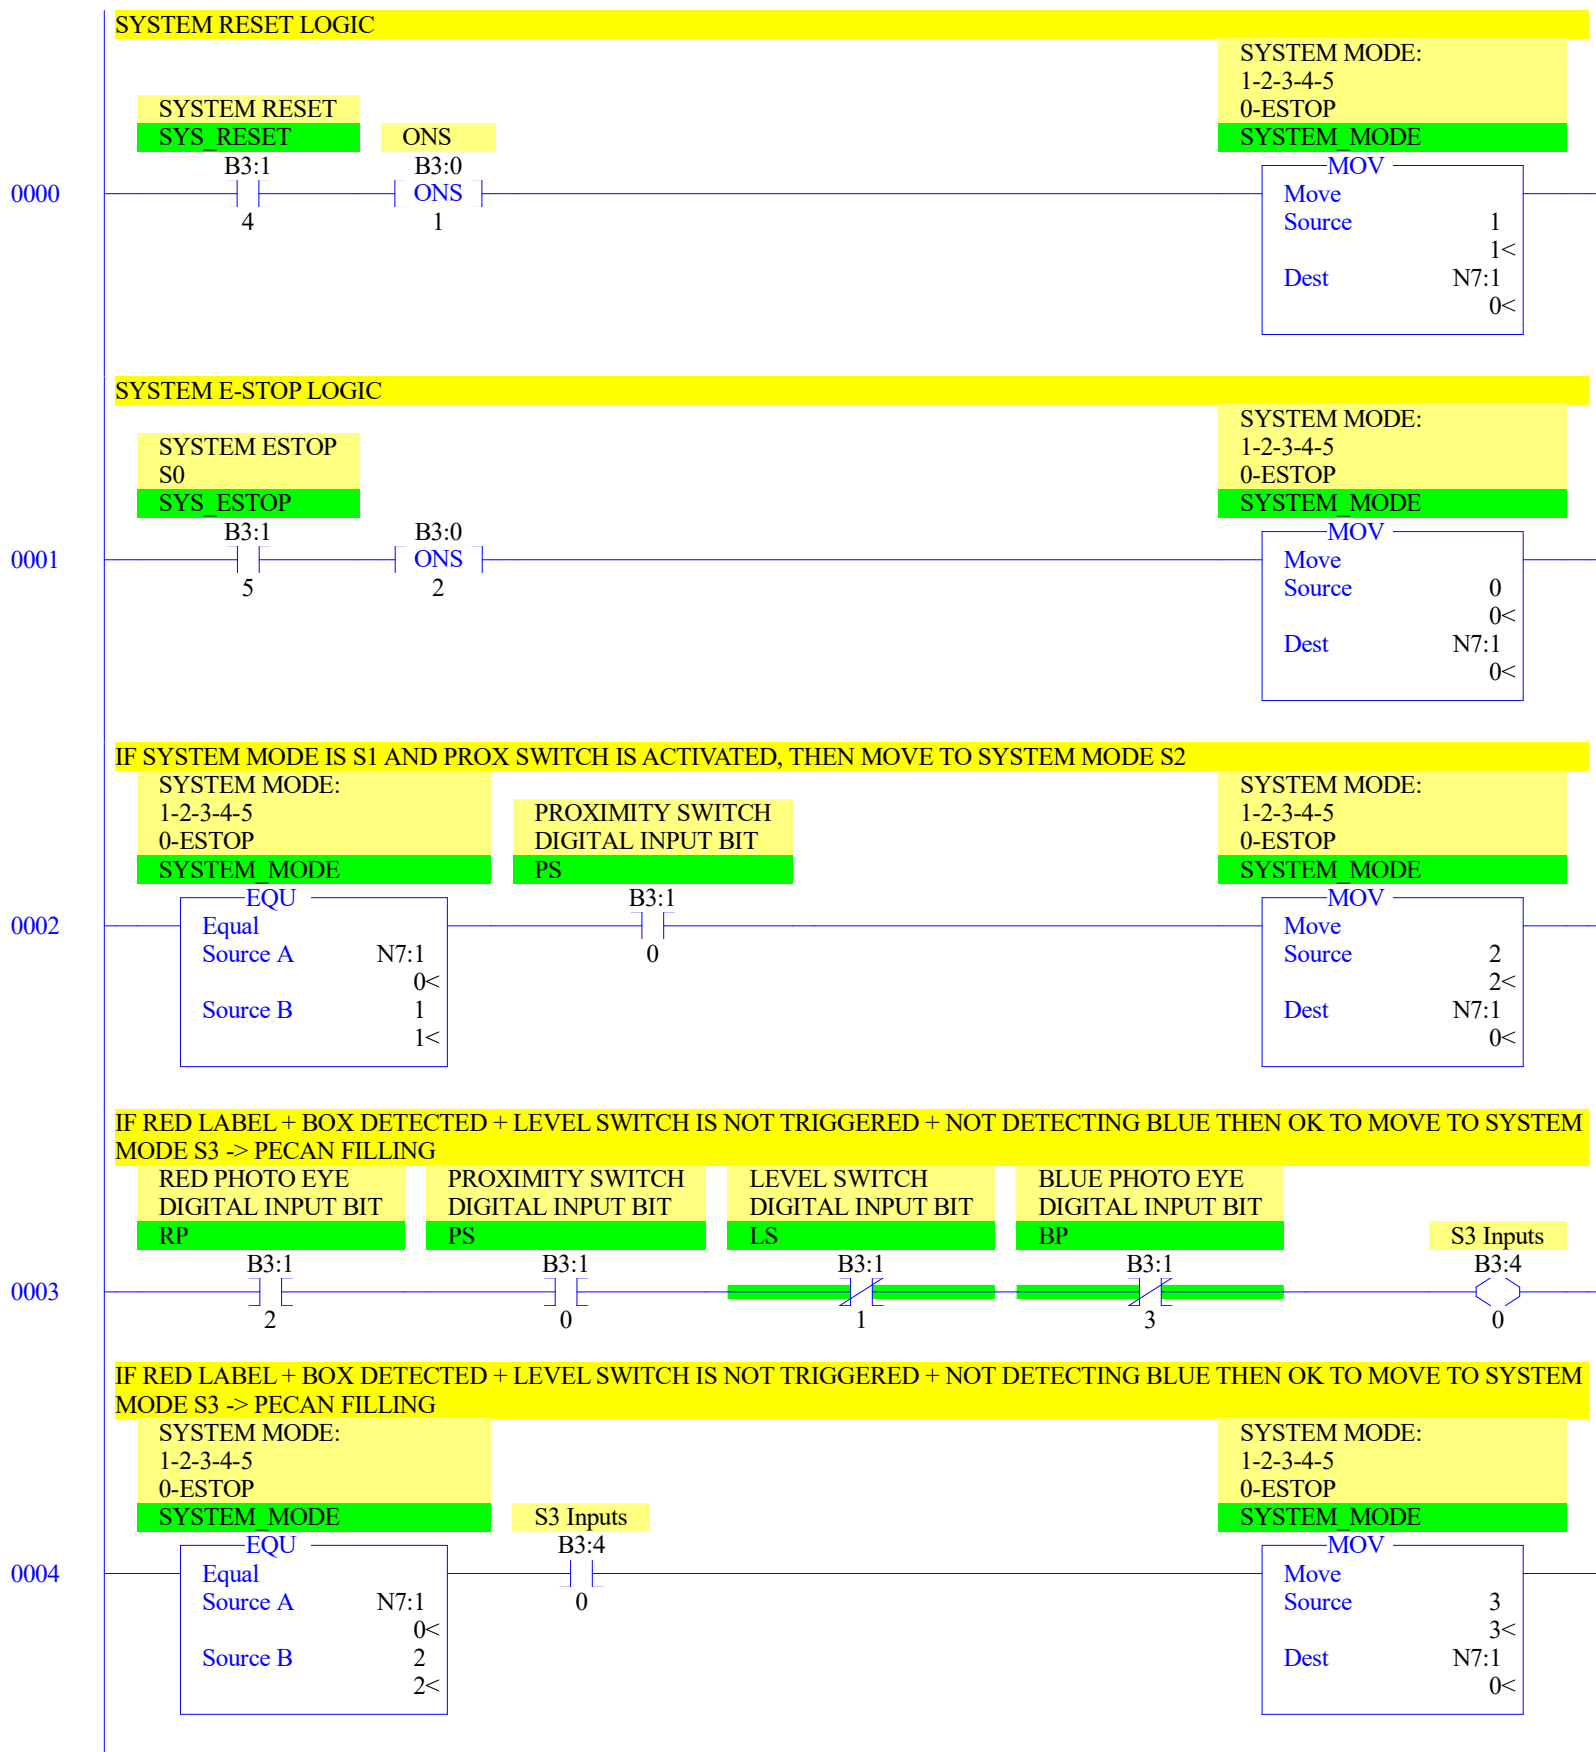 SYSTEM RESET LOGIC
SYSTEM MODE:
1-2-3-4-5
SYSTEM RESET
0-ESTOP
SYS_RESET
ONS
SYSTEM_MODE
B3:1
B3:0
MOV
0000
ONS
Move
4
1
Source
1
1<
Dest
N7:1
0<
SYSTEM E-STOP LOGIC
SYSTEM MODE:
SYSTEM ESTOP
1-2-3-4-5
S0
0-ESTOP
SYS_ESTOP
SYSTEM_MODE
B3:1
B3:0
MOV
0001
ONS
Move
5
2
Source
0
0<
Dest
N7:1
0<
IF SYSTEM MODE IS S1 AND PROX SWITCH IS ACTIVATED, THEN MOVE TO SYSTEM MODE S2
SYSTEM MODE:
1-2-3-4-5
0-ESTOP
SYSTEM_MODE
PROXIMITY SWITCH
DIGITAL INPUT BIT
PS
SYSTEM MODE:
1-2-3-4-5
0-ESTOP
SYSTEM_MODE
EQU
B3:1
MOV
0002
Equal
Move
Source A
N7:1
0
Source
2
0<
2<
Source B
1
Dest
N7:1
1<
0<
IF RED LABEL + BOX DETECTED + LEVEL SWITCH IS NOT TRIGGERED + NOT DETECTING BLUE THEN OK TO MOVE TO SYSTEM
MODE S3 -> PECAN FILLING
RED PHOTO EYE
DIGITAL INPUT BIT
RP
PROXIMITY SWITCH
DIGITAL INPUT BIT
PS
LEVEL SWITCH
DIGITAL INPUT BIT
LS
BLUE PHOTO EYE
DIGITAL INPUT BIT
BP
S3 Inputs
B3:1
B3:1
B3:1
B3:1
B3:4
0003
2
0
1
3
0
IF RED LABEL + BOX DETECTED + LEVEL SWITCH IS NOT TRIGGERED + NOT DETECTING BLUE THEN OK TO MOVE TO SYSTEM
MODE S3 -> PECAN FILLING
SYSTEM MODE:
1-2-3-4-5
0-ESTOP
SYSTEM_MODE
S3 Inputs
SYSTEM MODE:
1-2-3-4-5
0-ESTOP
SYSTEM_MODE
EQU
B3:4
MOV
0004
Equal
Move
Source A
N7:1
0
Source
3
0<
3<
Source B
2
Dest
N7:1
2<
0<